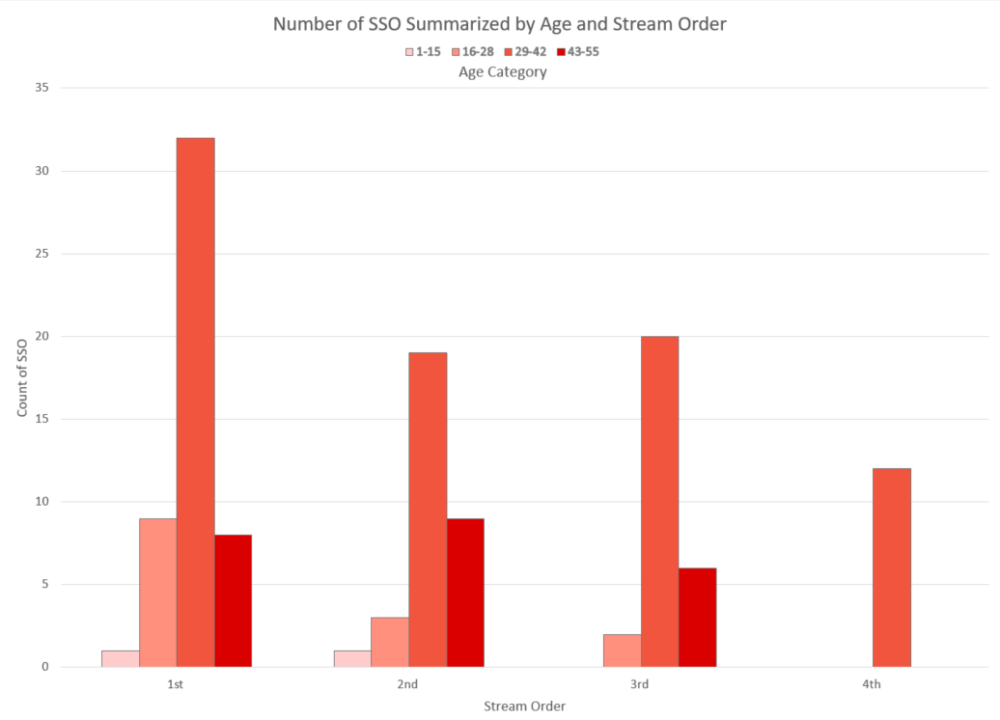 Number of SSO Summarized by Age and Stream Order
1-15 16-28 29-42 43-55
Age Category
35
30
25
20
15
10
5
0
Count of SSO
1st 2nd 3rd 4th
Stream Order